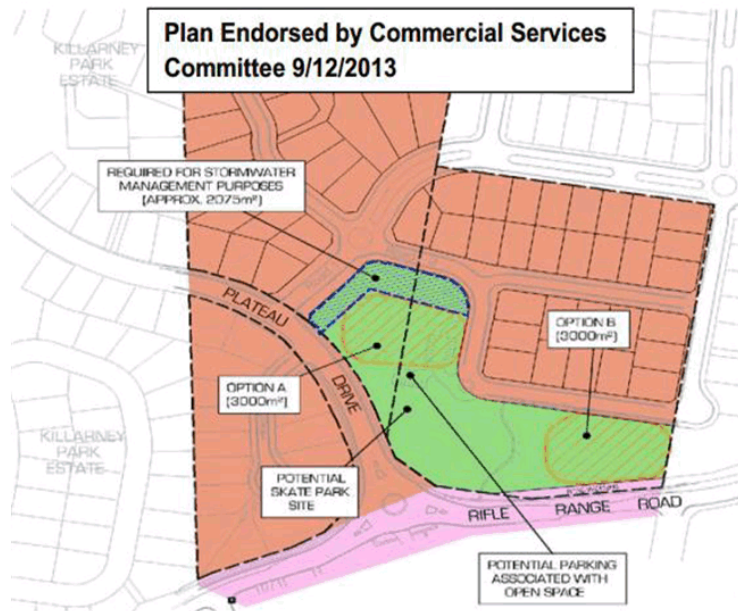 Plan Endorsed by Commercial Services
Committee 9/12/2013
KILLARNEY
PARK
ESTATE
REQUIRED FOR STORMWATER
MANAGEMENT PURPOSES
(APPROX. 2075m²)
PLATEAU
DRIVE
OPTION B
(3000m²)
OPTION A
(3000m²)
KILLARNEY
PARK
ESTATE
POTENTIAL
SKATE PARK
SITE
RIFLE RANGE ROAD
POTENTIAL PARKING
ASSOCIATED WITH
OPEN SPACE